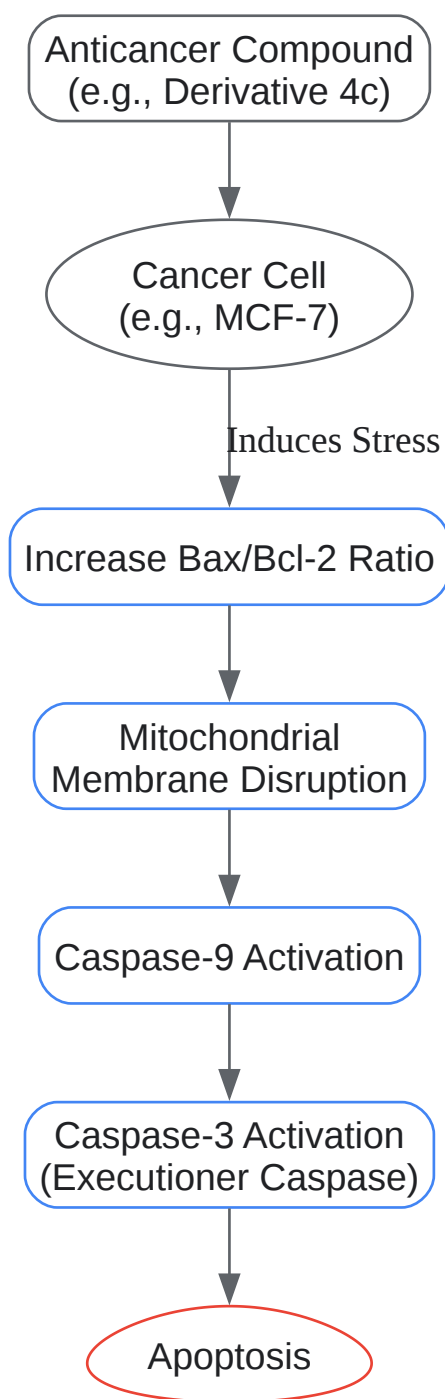 Anticancer Compound
(e.g., Derivative 4c)
Cancer Cell
(e.g., MCF-7)
Induces Stress
Increase Bax/Bcl-2 Ratio
Mitochondrial
Membrane Disruption
Caspase-9 Activation
Caspase-3 Activation
(Executioner Caspase)
Apoptosis